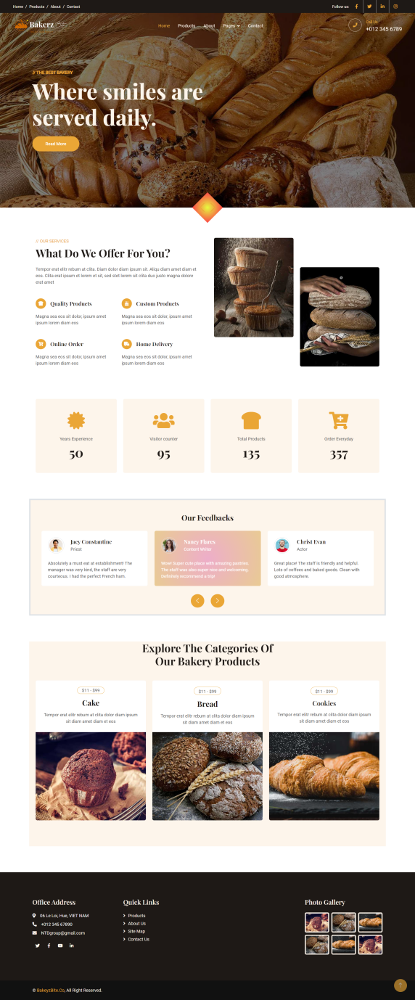 Home / Products / About / Contact
Follow us:
Bakerz
Home Products About Pages Contact
Call Us
+012 345 6789
// THE BEST BAKERY
Where smiles are
served daily.
Read More
// OUR SERVICES
What Do We Offer For You?
Tempor erat elitr rebum at clita. Diam dolor diam ipsum sit. Aliqu diam amet diam et
eos. Clita erat ipsum et lorem et sit, sed stet lorem sit clita duo justo magna dolore
erat amet
Quality Products
Magna sea eos sit dolor, ipsum amet
ipsum lorem diam eos
Custom Products
Magna sea eos sit dolor, ipsum amet
ipsum lorem diam eos
Online Order
Magna sea eos sit dolor, ipsum amet
ipsum lorem diam eos
Home Delivery
Magna sea eos sit dolor, ipsum amet
ipsum lorem diam eos
Years Experience
50
Visitor counter
95
Total Products
135
Order Everyday
357
Our Feedbacks
Jacy Constantine
Priest
Absolutely a must eat at establishment! The
manager was very kind, the staff are very
courteous. I had the perfect French ham.
Nancy Flares
Content Writer
Wow! Super cute place with amazing pastries.
The staff was also super nice and welcoming.
Definitely recommend a trip!
Christ Evan
Actor
Great place! The staff is friendly and helpful.
Lots of coffees and baked goods. Clean with
good atmosphere.
Explore The Categories Of
Our Bakery Products
$11 - $99
Cake
Tempor erat elitr rebum at clita dolor diam ipsum
sit diam amet diam et eos
$11 - $99
Bread
Tempor erat elitr rebum at clita dolor diam ipsum
sit diam amet diam et eos
$11 - $99
Cookies
Tempor erat elitr rebum at clita dolor diam ipsum
sit diam amet diam et eos
Office Address
06 Le Loi, Hue, VIET NAM
+012 345 67890
NTDgroup@gmail.com
Quick Links
Products
About Us
Site Map
Contact Us
Photo Gallery
© BakeyzBite.Co, All Right Reserved.